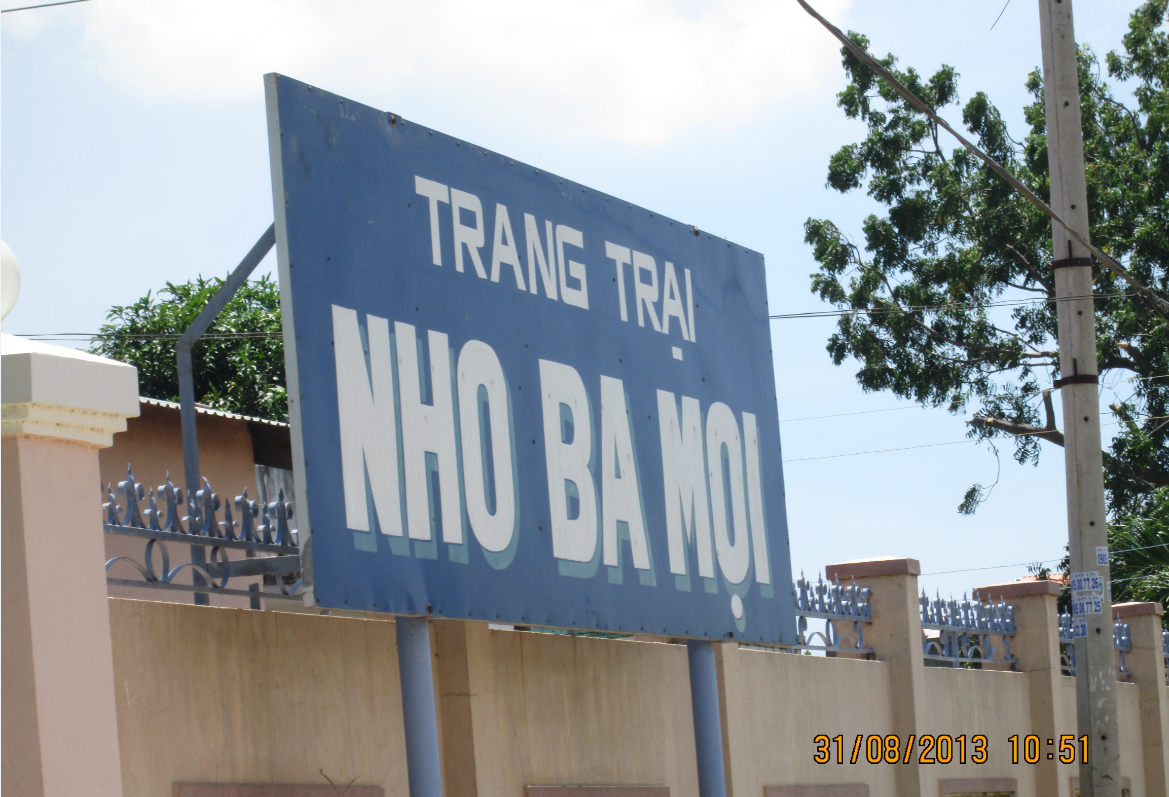 TRANG TRẠI
NHO BA MỌI
31/08/2013 10:51